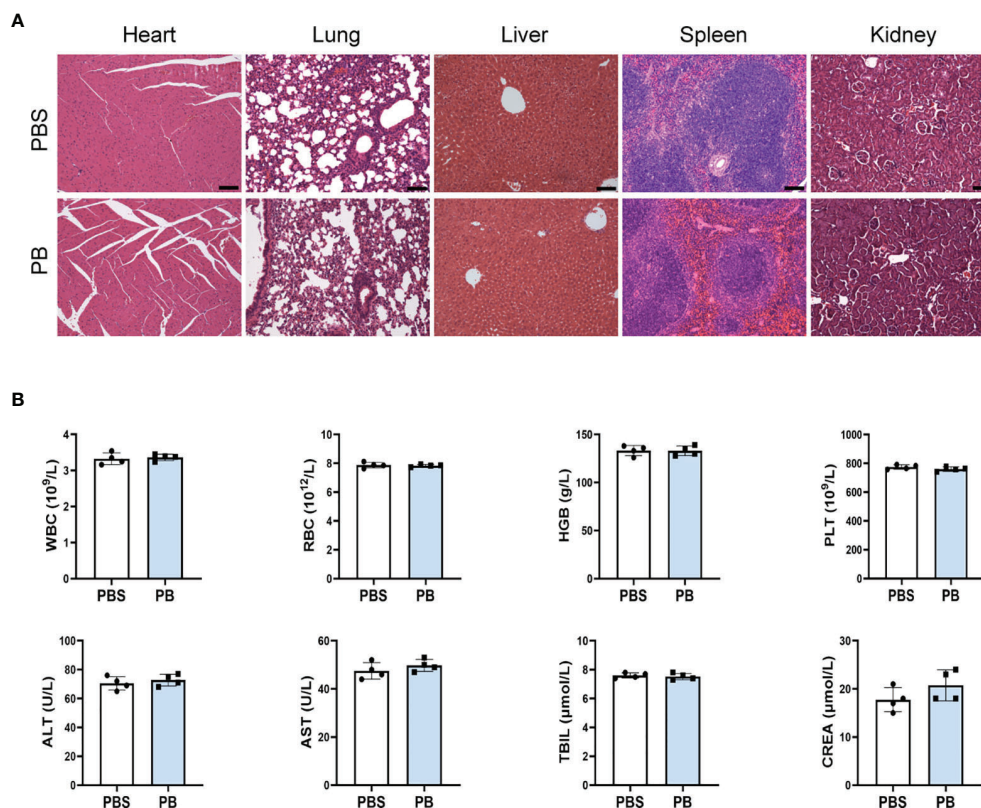 A
Heart Lung Liver Spleen Kidney
PBS
PB
B
WBC (10⁹/L)
4
3
2
1
0
PBS PB
RBC (10¹²/L)
12
10
8
6
4
2
0
PBS PB
HGB (g/L)
150
100
50
0
PBS PB
PLT (10⁹/L)
1000
800
600
400
200
0
PBS PB
ALT (U/L)
100
80
60
40
20
0
PBS PB
AST (U/L)
60
40
20
0
PBS PB
TBIL (μmol/L)
10
8
6
4
2
0
PBS PB
CREA (μmol/L)
30
20
10
0
PBS PB